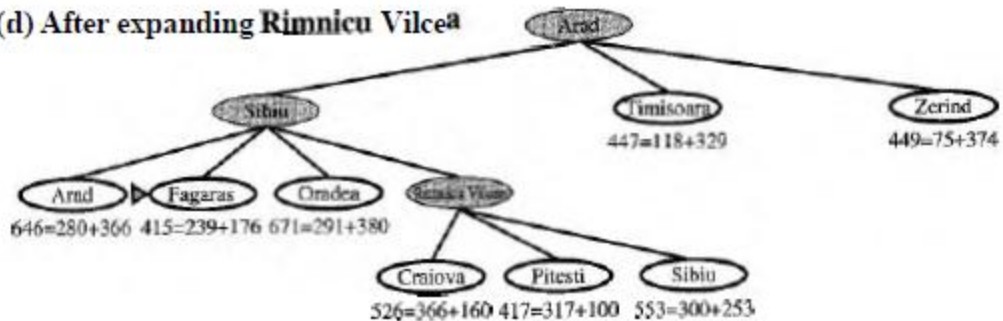 (d) After expanding Rimnicu Vilcea
Arad
Sibiu
Timisoara
Zerind
447=118+329
449=75+374
Arad
Fagaras
Oradea
Rimnicu Vilcea
646=280+366 415=239+176 671=291+380
Craiova
Pitesti
Sibiu
526=366+160 417=317+100 553=300+253